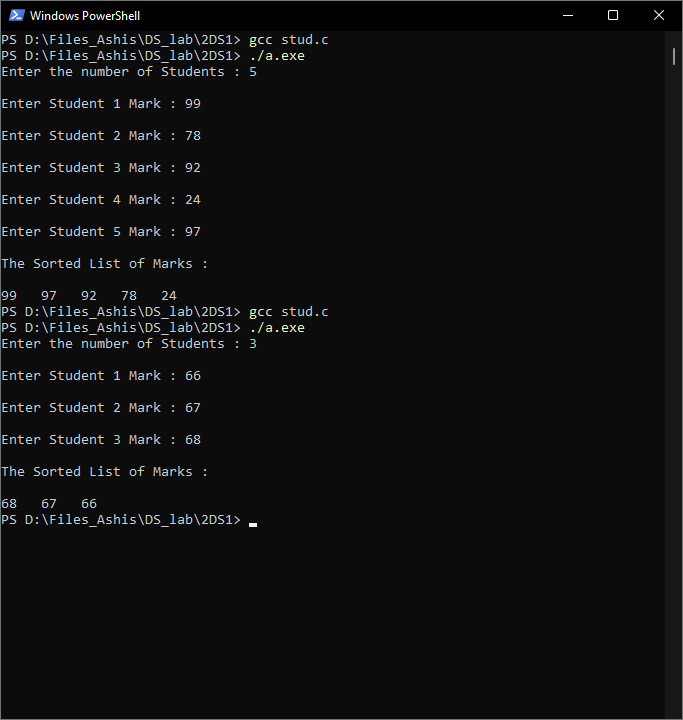 Windows PowerShell
PS D:\Files_Ashis\DS_lab\2DS1> gcc stud.c
PS D:\Files_Ashis\DS_lab\2DS1> ./a.exe
Enter the number of Students : 5
Enter Student 1 Mark : 99
Enter Student 2 Mark : 78
Enter Student 3 Mark : 92
Enter Student 4 Mark : 24
Enter Student 5 Mark : 97
The Sorted List of Marks :
99   97   92   78   24
PS D:\Files_Ashis\DS_lab\2DS1> gcc stud.c
PS D:\Files_Ashis\DS_lab\2DS1> ./a.exe
Enter the number of Students : 3
Enter Student 1 Mark : 66
Enter Student 2 Mark : 67
Enter Student 3 Mark : 68
The Sorted List of Marks :
68   67   66
PS D:\Files_Ashis\DS_lab\2DS1>